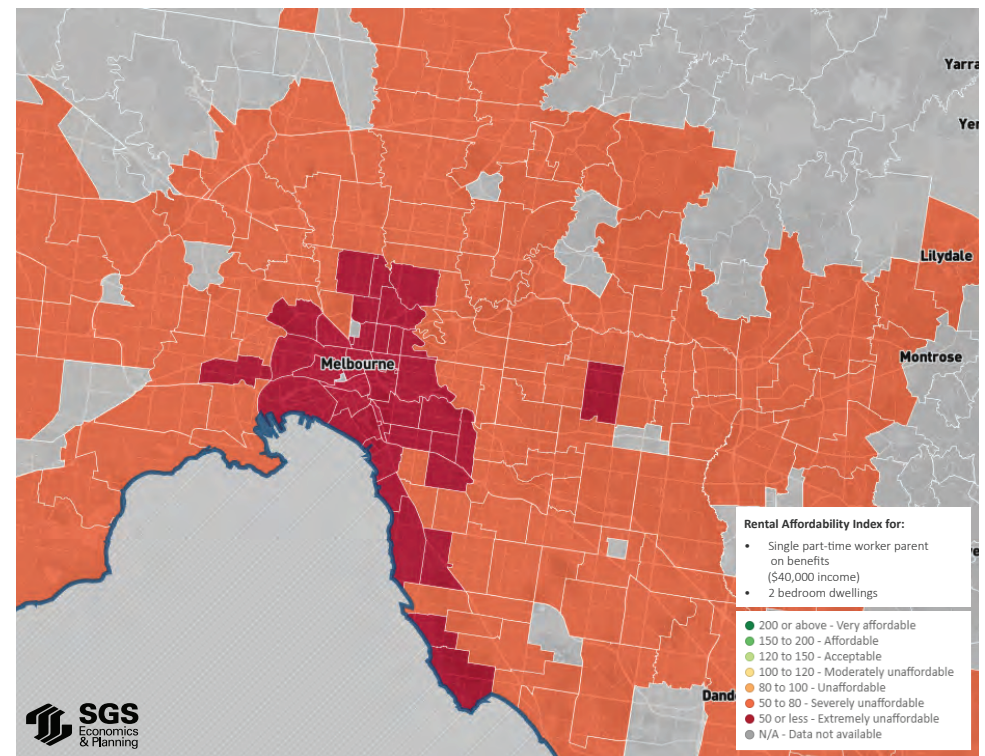 Yarra
Yer
Lilydale
Melbourne
Montrose
Rental Affordability Index for:
• Single part-time worker parent
on benefits
($40,000 income)
• 2 bedroom dwellings
200 or above - Very affordable
150 to 200 - Affordable
120 to 150 - Acceptable
100 to 120 - Moderately unaffordable
80 to 100 - Unaffordable
50 to 80 - Severely unaffordable
50 or less - Extremely unaffordable
N/A - Data not available
Dand
SGS
Economics
& Planning